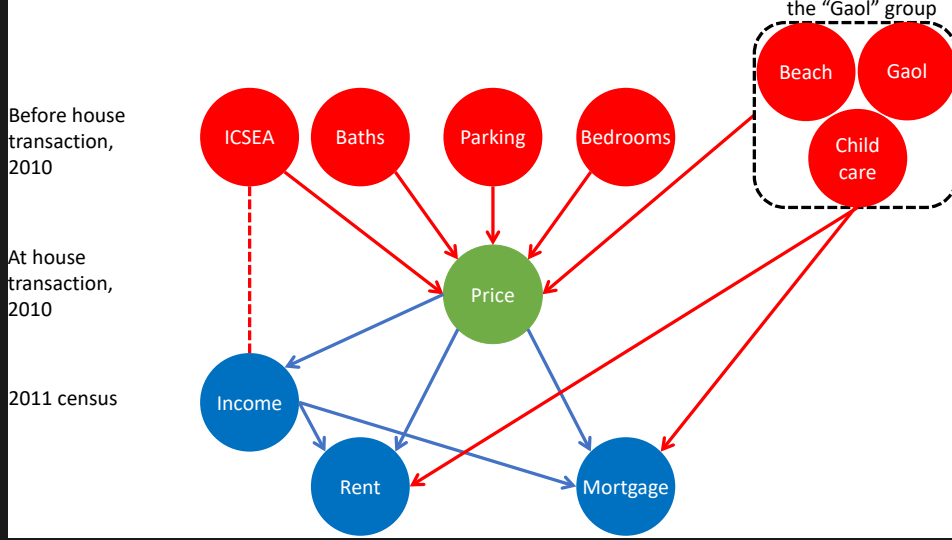 the “Gaol” group
Beach
Gaol
Child
care
Before house
transaction,
2010
ICSEA
Baths
Parking
Bedrooms
At house
transaction,
2010
Price
2011 census
Income
Rent
Mortgage